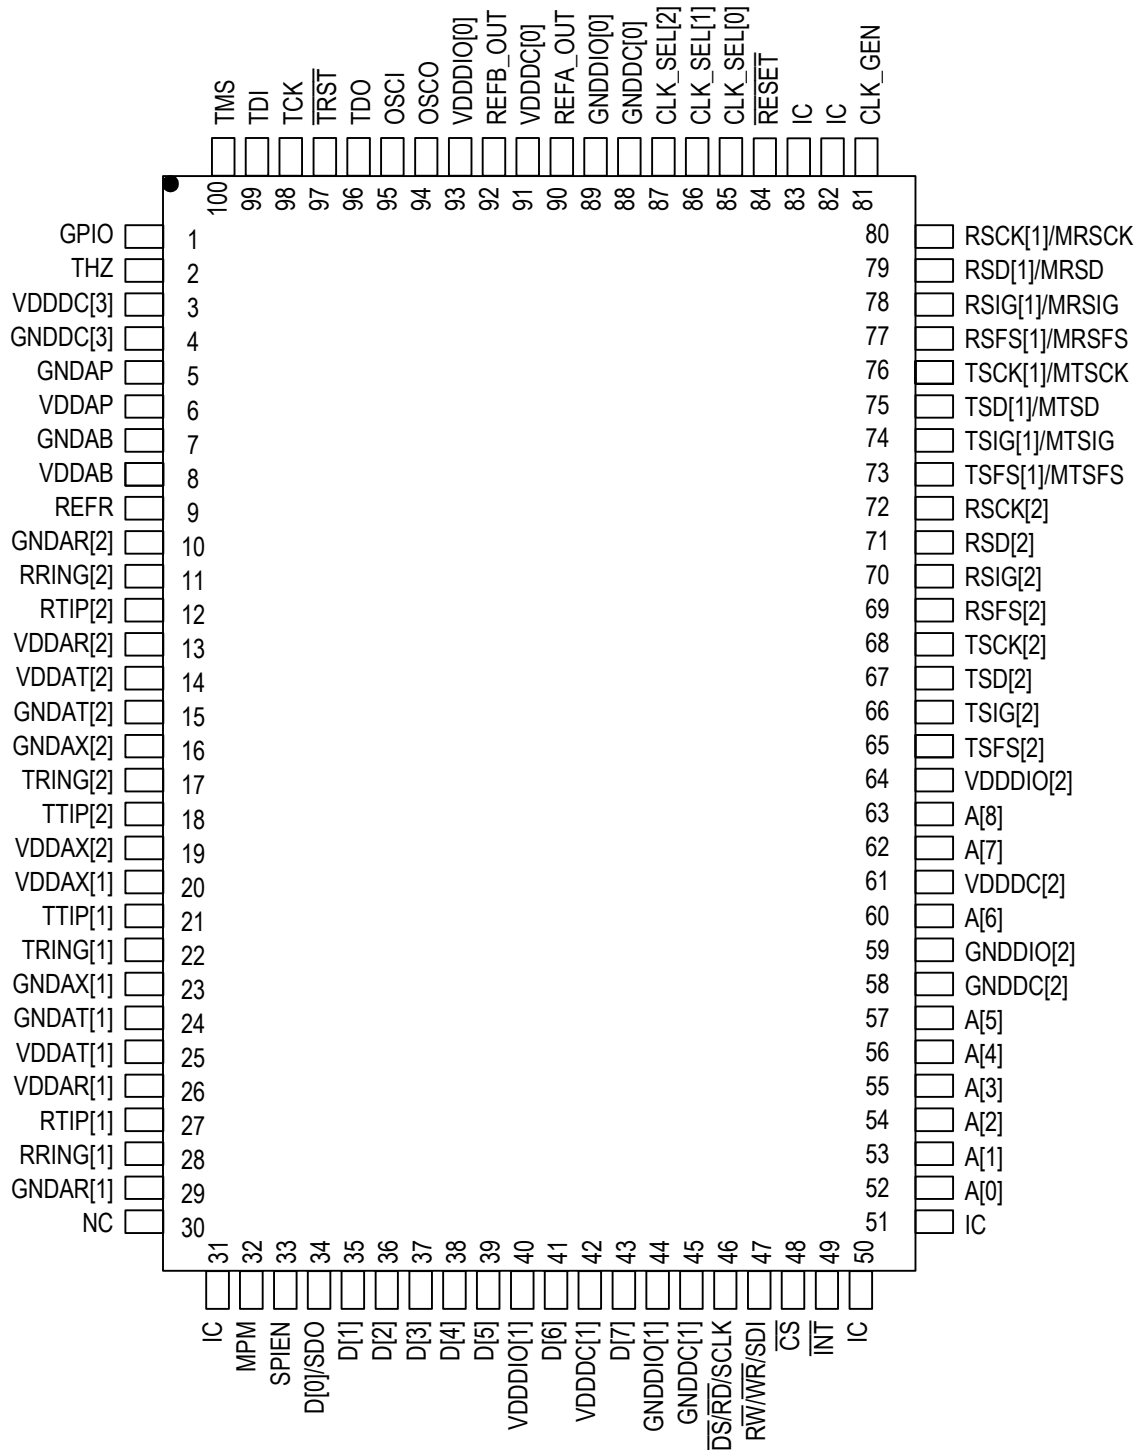 TMS
TDI
TCK
TRST
TDO
OSCI
OSCO
VDDDIO[0]
REFB_OUT
VDDDC[0]
REFA_OUT
GNDDIO[0]
GNDDC[0]
CLK_SEL[2]
CLK_SEL[1]
CLK_SEL[0]
RESET
IC
IC
CLK_GEN
100
99
98
97
96
95
94
93
92
91
90
89
88
87
86
85
84
83
82
81
GPIO 1 80 RSCK[1]/MRSCK
THZ 2 79 RSD[1]/MRSD
VDDDC[3] 3 78 RSIG[1]/MRSIG
GNDDC[3] 4 77 RSFS[1]/MRSFS
GNDAP 5 76 TSCK[1]/MTSCK
VDDAP 6 75 TSD[1]/MTSD
GNDAB 7 74 TSIG[1]/MTSIG
VDDAB 8 73 TSFS[1]/MTSFS
REFR 9 72 RSCK[2]
GNDAR[2] 10 71 RSD[2]
RRING[2] 11 70 RSIG[2]
RTIP[2] 12 69 RSFS[2]
VDDAR[2] 13 68 TSCK[2]
VDDAT[2] 14 67 TSD[2]
GNDAT[2] 15 66 TSIG[2]
GNDAX[2] 16 65 TSFS[2]
TRING[2] 17 64 VDDDIO[2]
TTIP[2] 18 63 A[8]
VDDAX[2] 19 62 A[7]
VDDAX[1] 20 61 VDDDC[2]
TTIP[1] 21 60 A[6]
TRING[1] 22 59 GNDDIO[2]
GNDAX[1] 23 58 GNDDC[2]
GNDAT[1] 24 57 A[5]
VDDAT[1] 25 56 A[4]
VDDAR[1] 26 55 A[3]
RTIP[1] 27 54 A[2]
RRING[1] 28 53 A[1]
GNDAR[1] 29 52 A[0]
NC 30 51 IC
31
32
33
34
35
36
37
38
39
40
41
42
43
44
45
46
47
48
49
50
IC
MPM
SPIEN
D[0]/SDO
D[1]
D[2]
D[3]
D[4]
D[5]
VDDDIO[1]
D[6]
VDDDC[1]
D[7]
GNDDIO[1]
GNDDC[1]
DS/RD/SCLK
RW/WR/SDI
CS
INT
IC